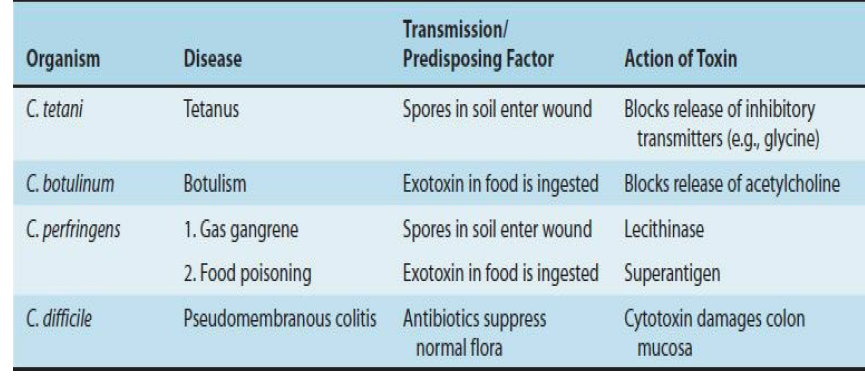 Organism Disease Transmission/ Predisposing Factor Action of Toxin
C. tetani Tetanus Spores in soil enter wound Blocks release of inhibitory
transmitters (e.g., glycine)
C. botulinum Botulism Exotoxin in food is ingested Blocks release of acetylcholine
C. perfringens 1. Gas gangrene Spores in soil enter wound Lecithinase
2. Food poisoning Exotoxin in food is ingested Superantigen
C. difficile Pseudomembranous colitis Antibiotics suppress Cytotoxin damages colon
normal flora mucosa